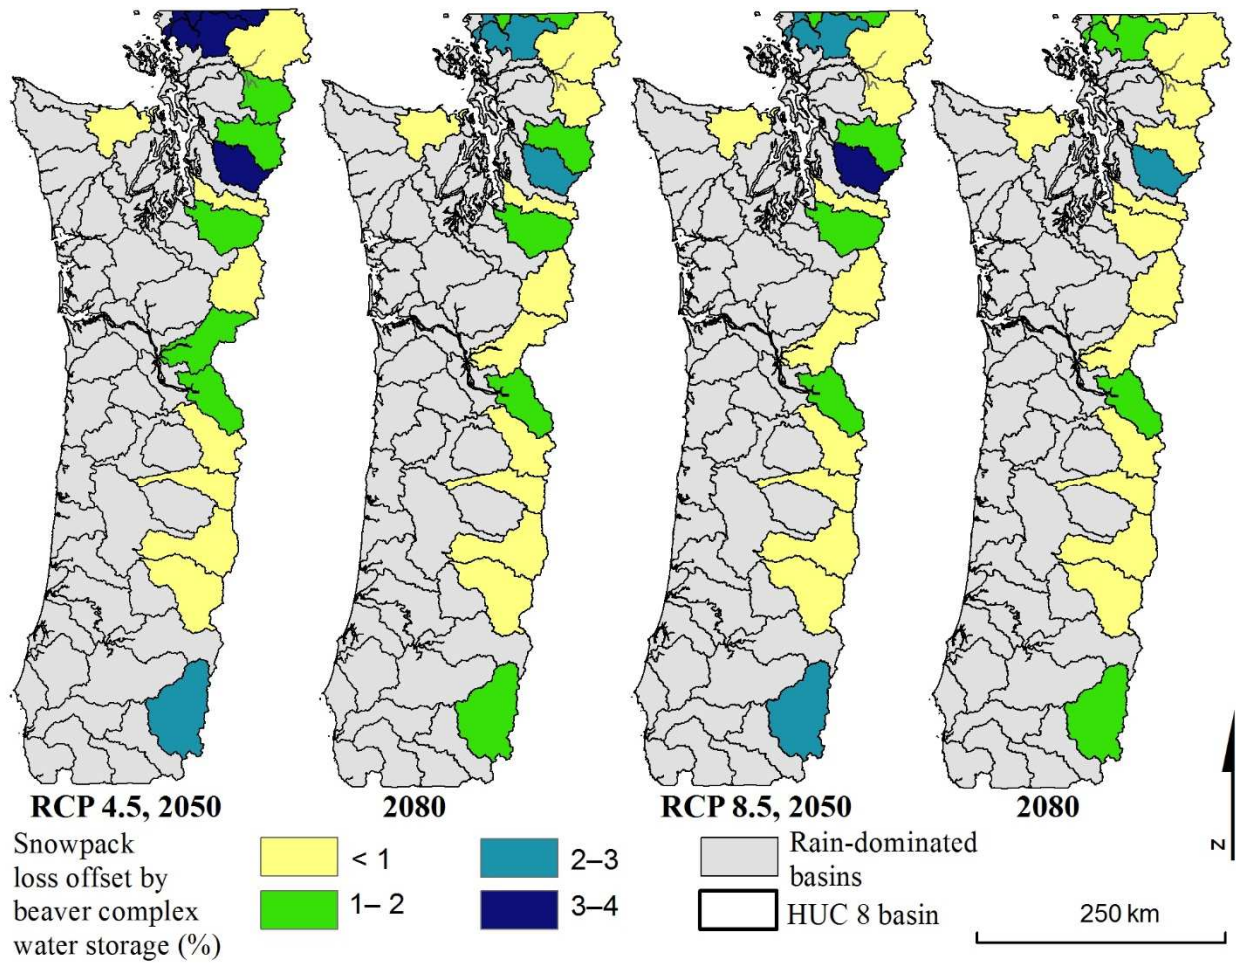 RCP 4.5, 2050
2080
RCP 8.5, 2050
2080
Snowpack
loss offset by
beaver complex
water storage (%)
< 1
1– 2
2–3
3–4
Rain-dominated
basins
HUC 8 basin
N
250 km